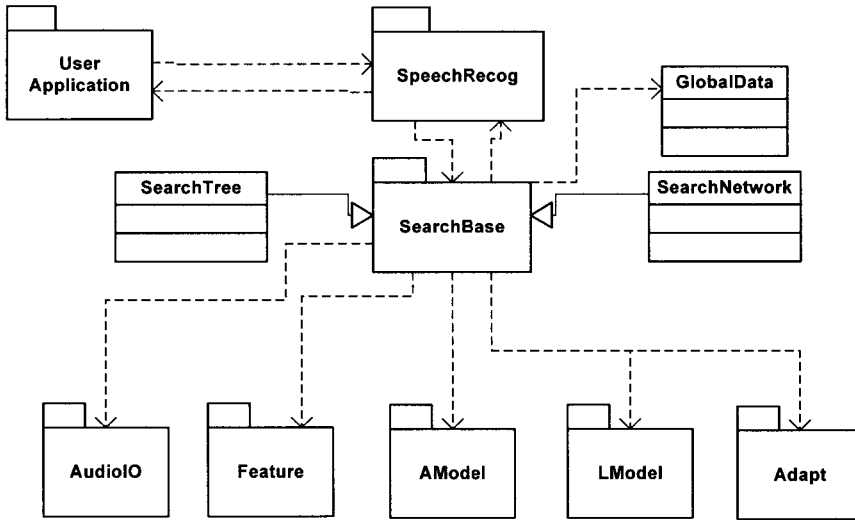 User
Application
SpeechRecog
GlobalData
SearchTree
SearchBase
SearchNetwork
AudioIO
Feature
AModel
LModel
Adapt